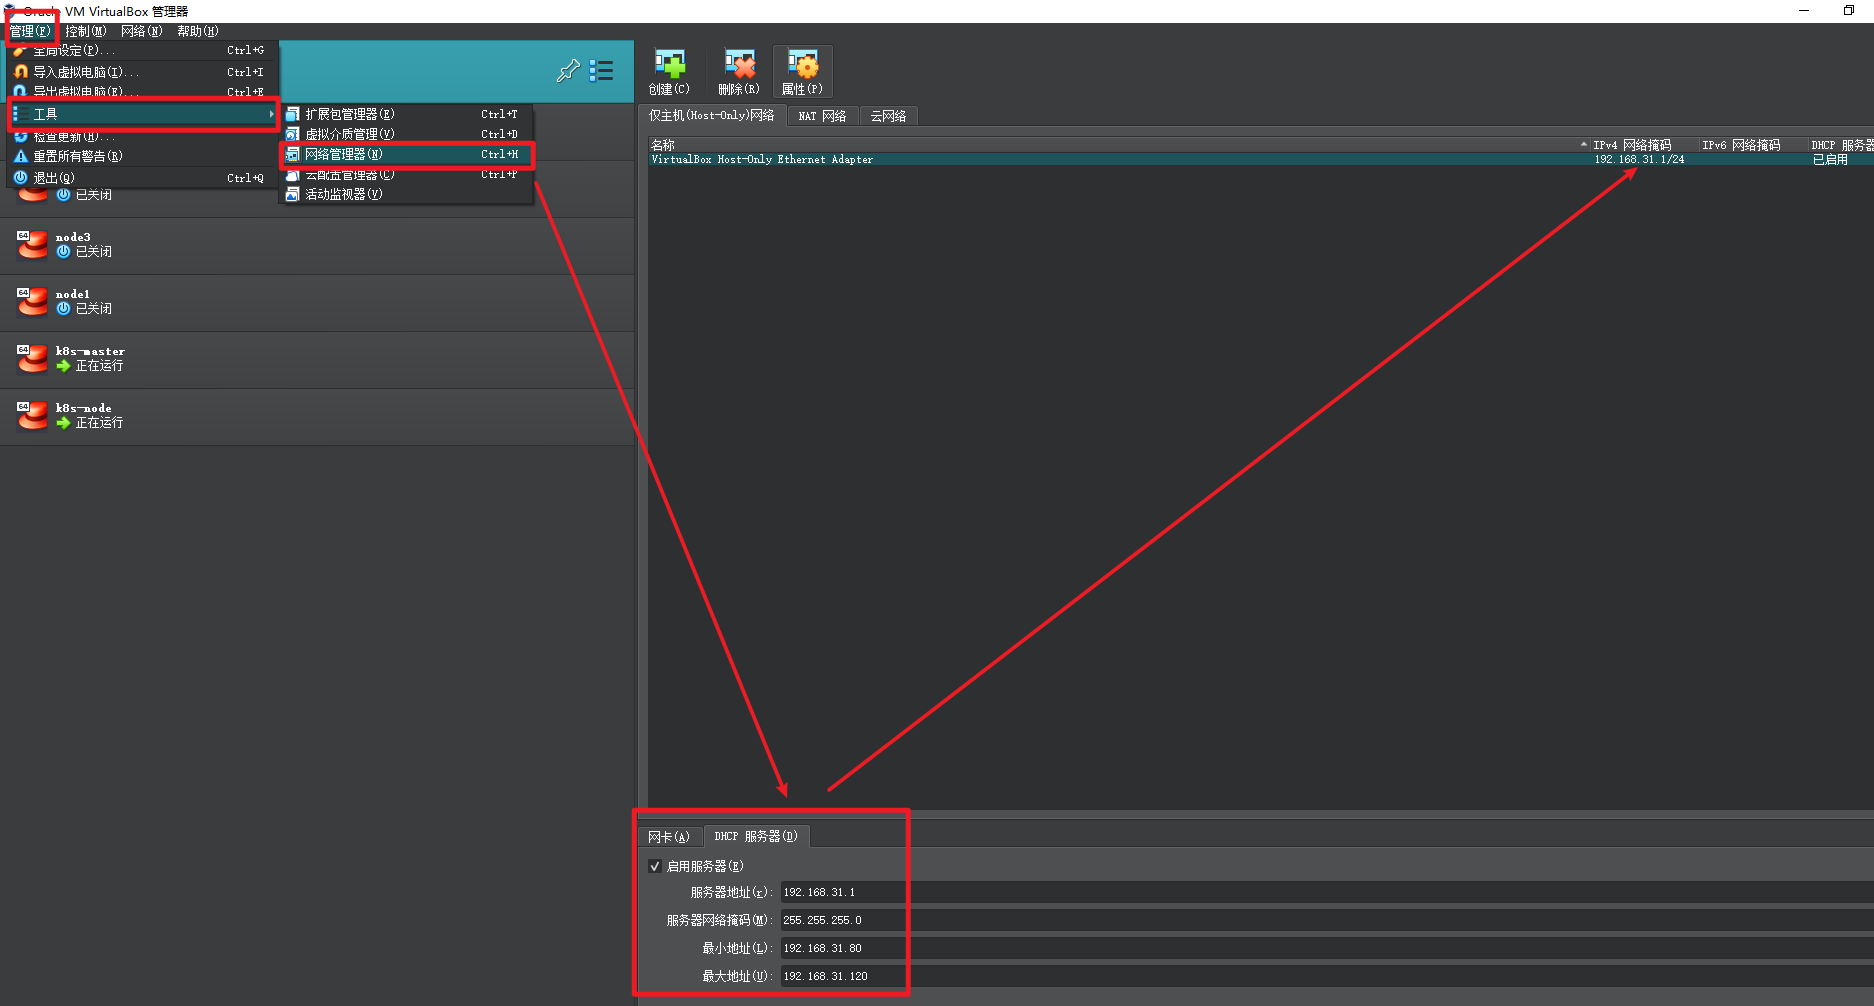 Oracle VM VirtualBox 管理器
管理(F) 控制(M) 网络(N) 帮助(H)
全局设定(P)... Ctrl+G
导入虚拟电脑(I)... Ctrl+I
导出虚拟电脑(E)... Ctrl+E
工具
检查更新(H)...
重置所有警告(R)
退出(Q) Ctrl+Q
扩展包管理器(E) Ctrl+T
虚拟介质管理(V) Ctrl+D
网络管理器(N) Ctrl+H
云配置管理器(C) Ctrl+P
活动监视器(V)
已关闭
64
node3
已关闭
64
node1
已关闭
64
k8s-master
正在运行
64
k8s-node
正在运行
创建(C) 删除(R) 属性(P)
仅主机(Host-Only)网络 NAT 网络 云网络
名称 IPv4 网络掩码 IPv6 网络掩码 DHCP 服务器
VirtualBox Host-Only Ethernet Adapter 192.168.31.1/24 已启用
网卡(A) DHCP 服务器(D)
启用服务器(E)
服务器地址(r): 192.168.31.1
服务器网络掩码(M): 255.255.255.0
最小地址(L): 192.168.31.80
最大地址(U): 192.168.31.120